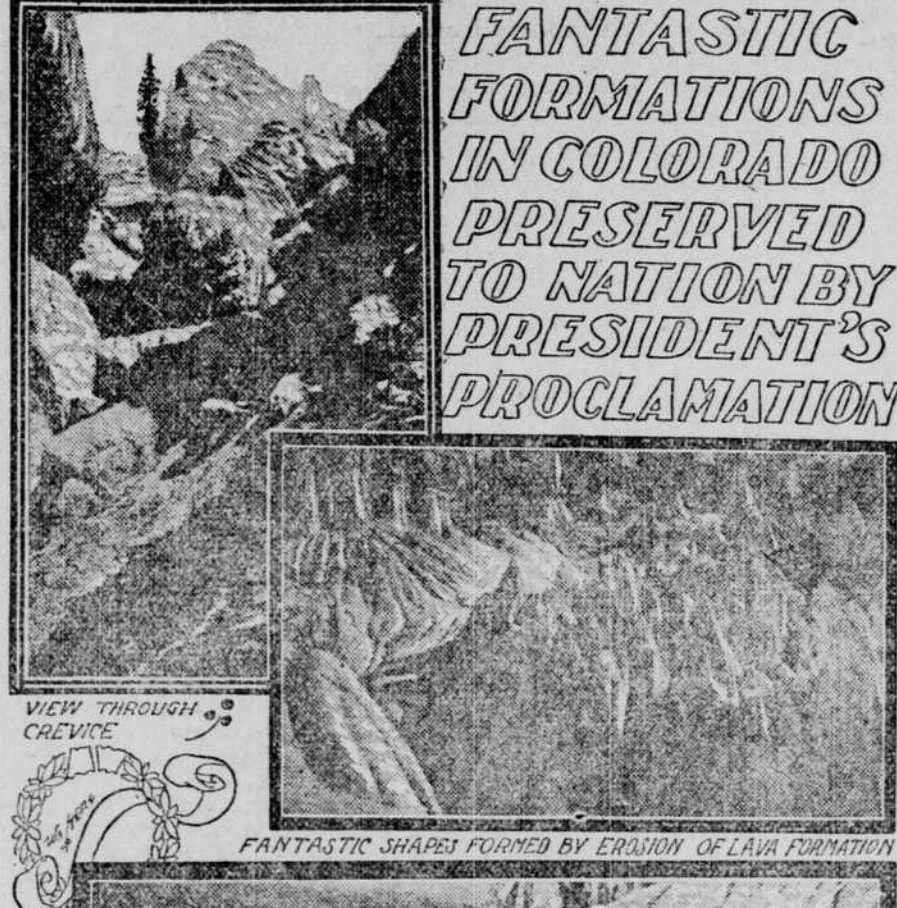 FANTASTIC
FORMATIONS
IN COLORADO
PRESERVED
TO NATION BY
PRESIDENT'S
PROCLAMATION
VIEW THROUGH
CREVICE
FANTASTIC SHAPES FORMED BY EROSION OF LAVA FORMATION